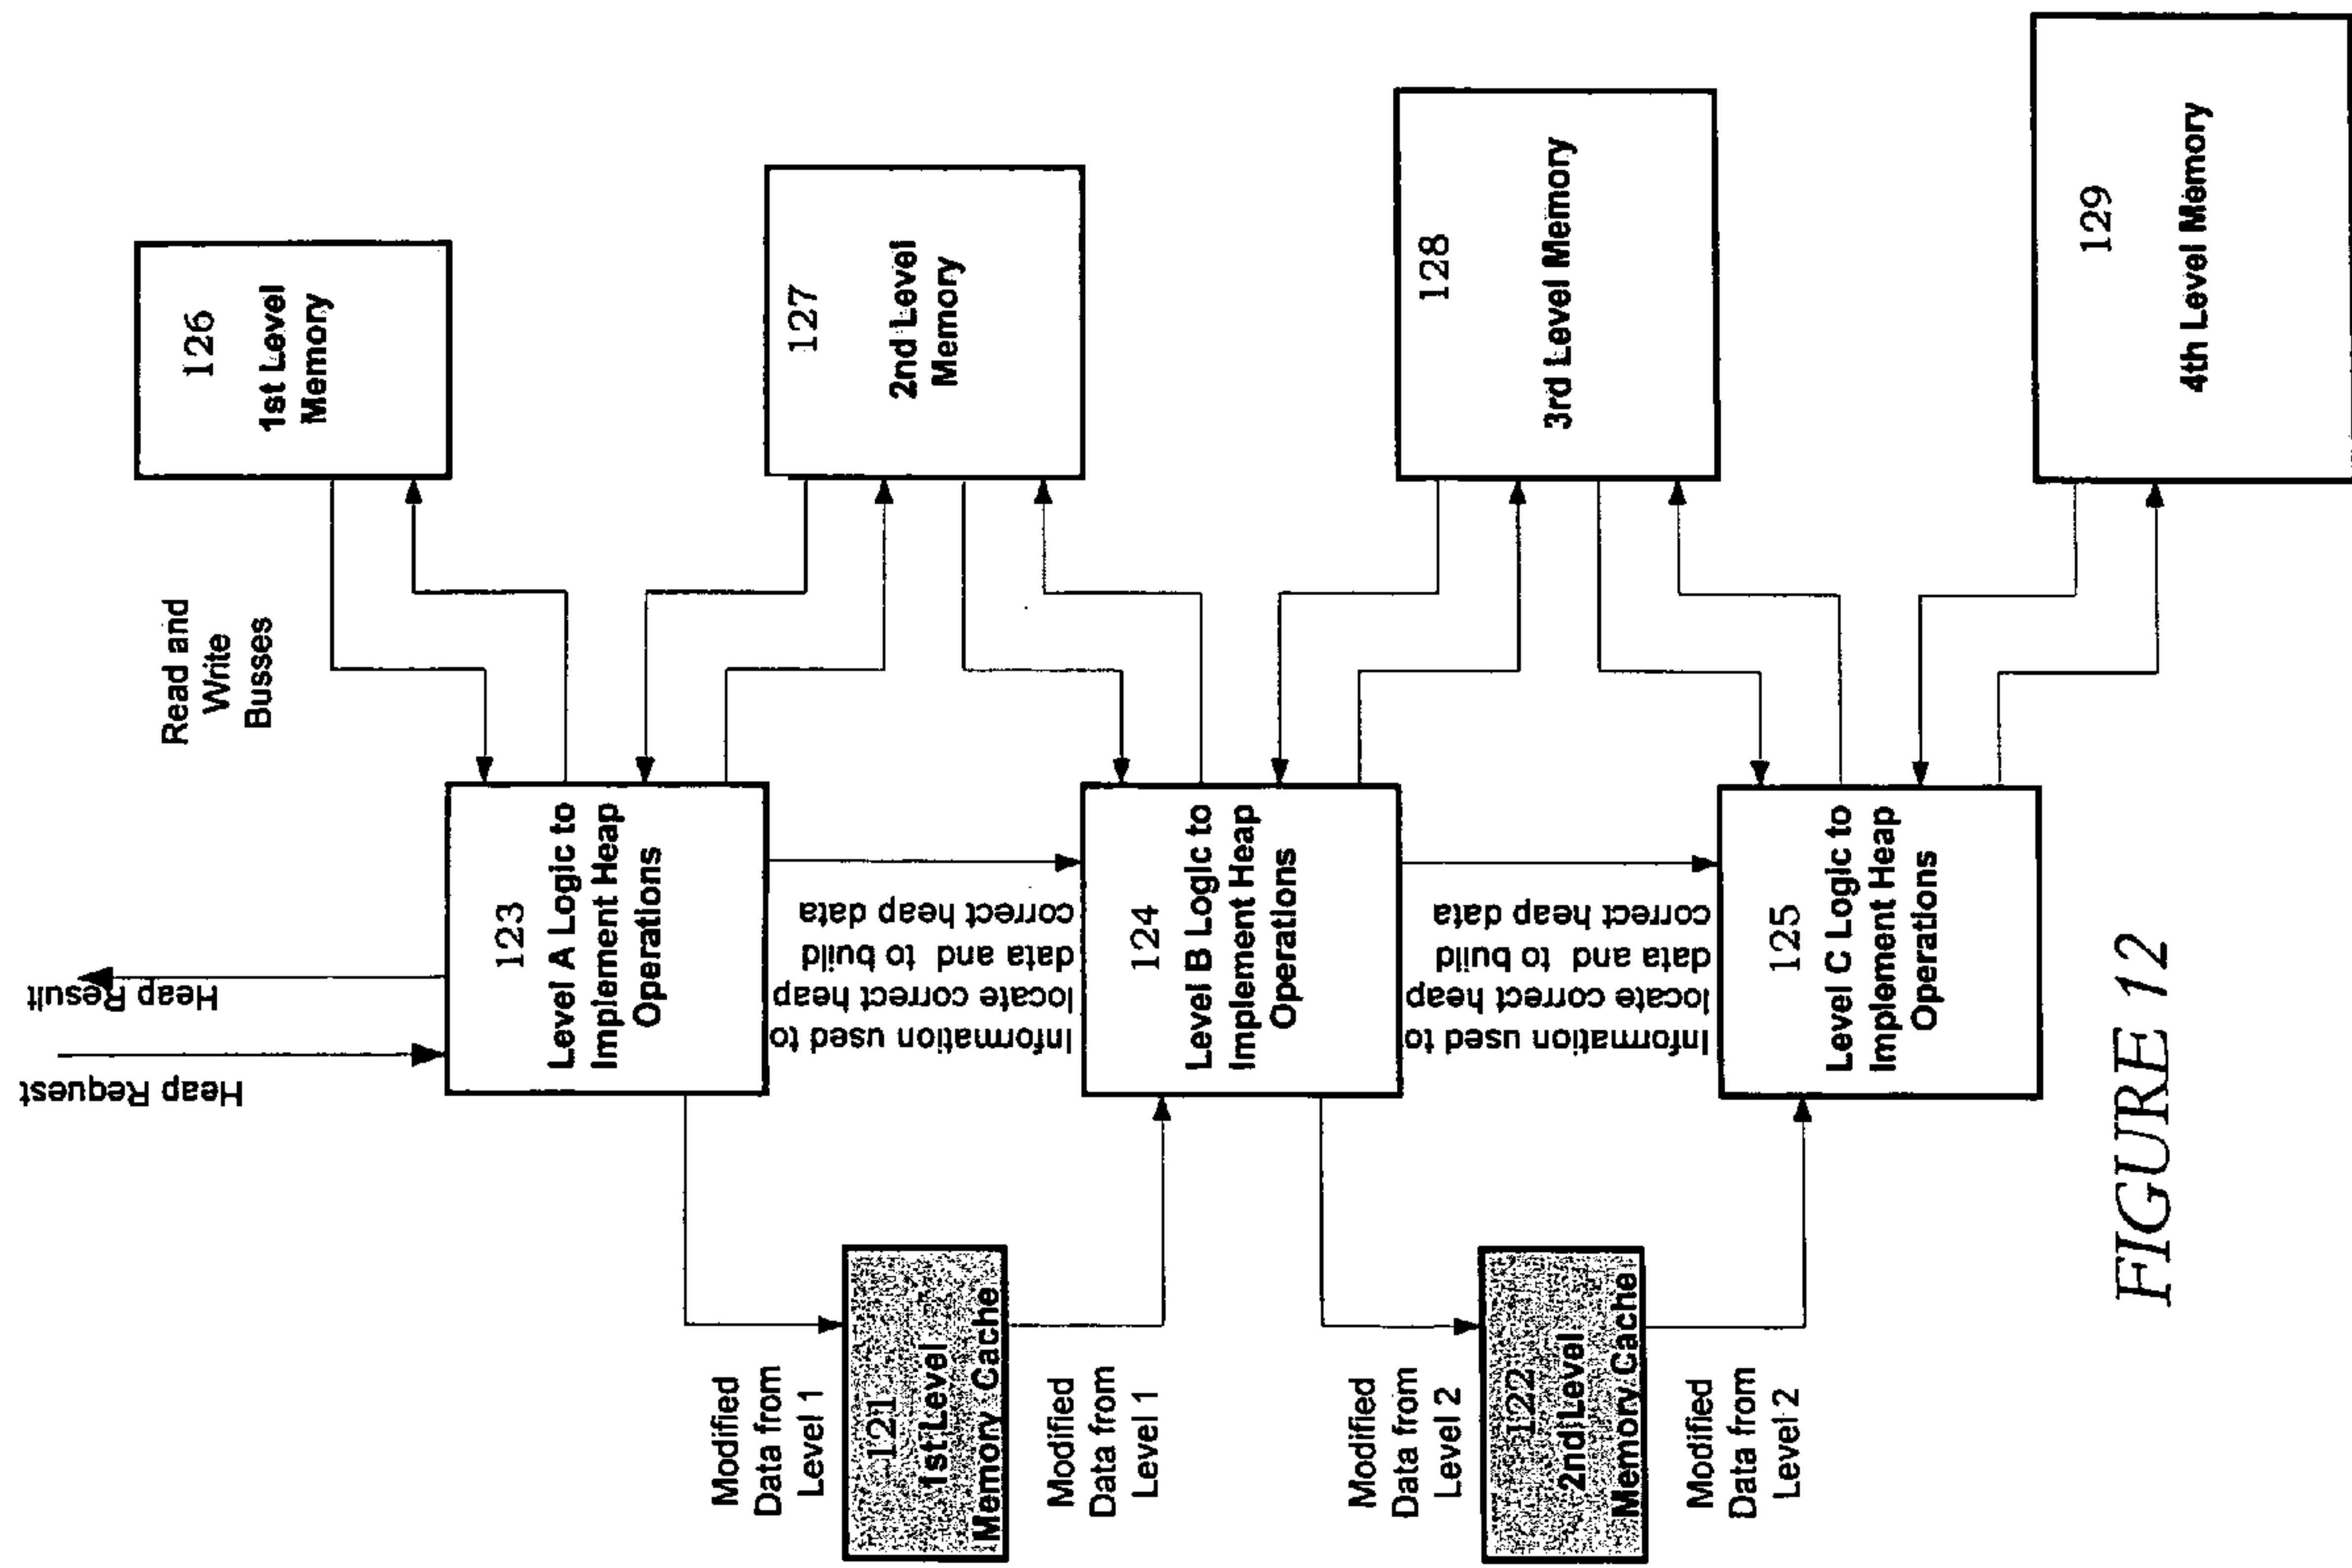 Heap Request
Heap Result
Read and
Write
Busses
126
1st Level
Memory
123
Level A Logic to
Implement Heap
Operations
127
2nd Level
Memory
Information used to
locate correct heap
data and to build
correct heap data
Modified
Data from
Level 1
121
1st Level
Memory Cache
Modified
Data from
Level 1
124
Level B Logic to
Implement Heap
Operations
128
3rd Level Memory
Information used to
locate correct heap
data and to build
correct heap data
Modified
Data from
Level 2
122
2nd Level
Memory Cache
Modified
Data from
Level 2
125
Level C Logic to
Implement Heap
Operations
129
4th Level Memory
FIGURE 12